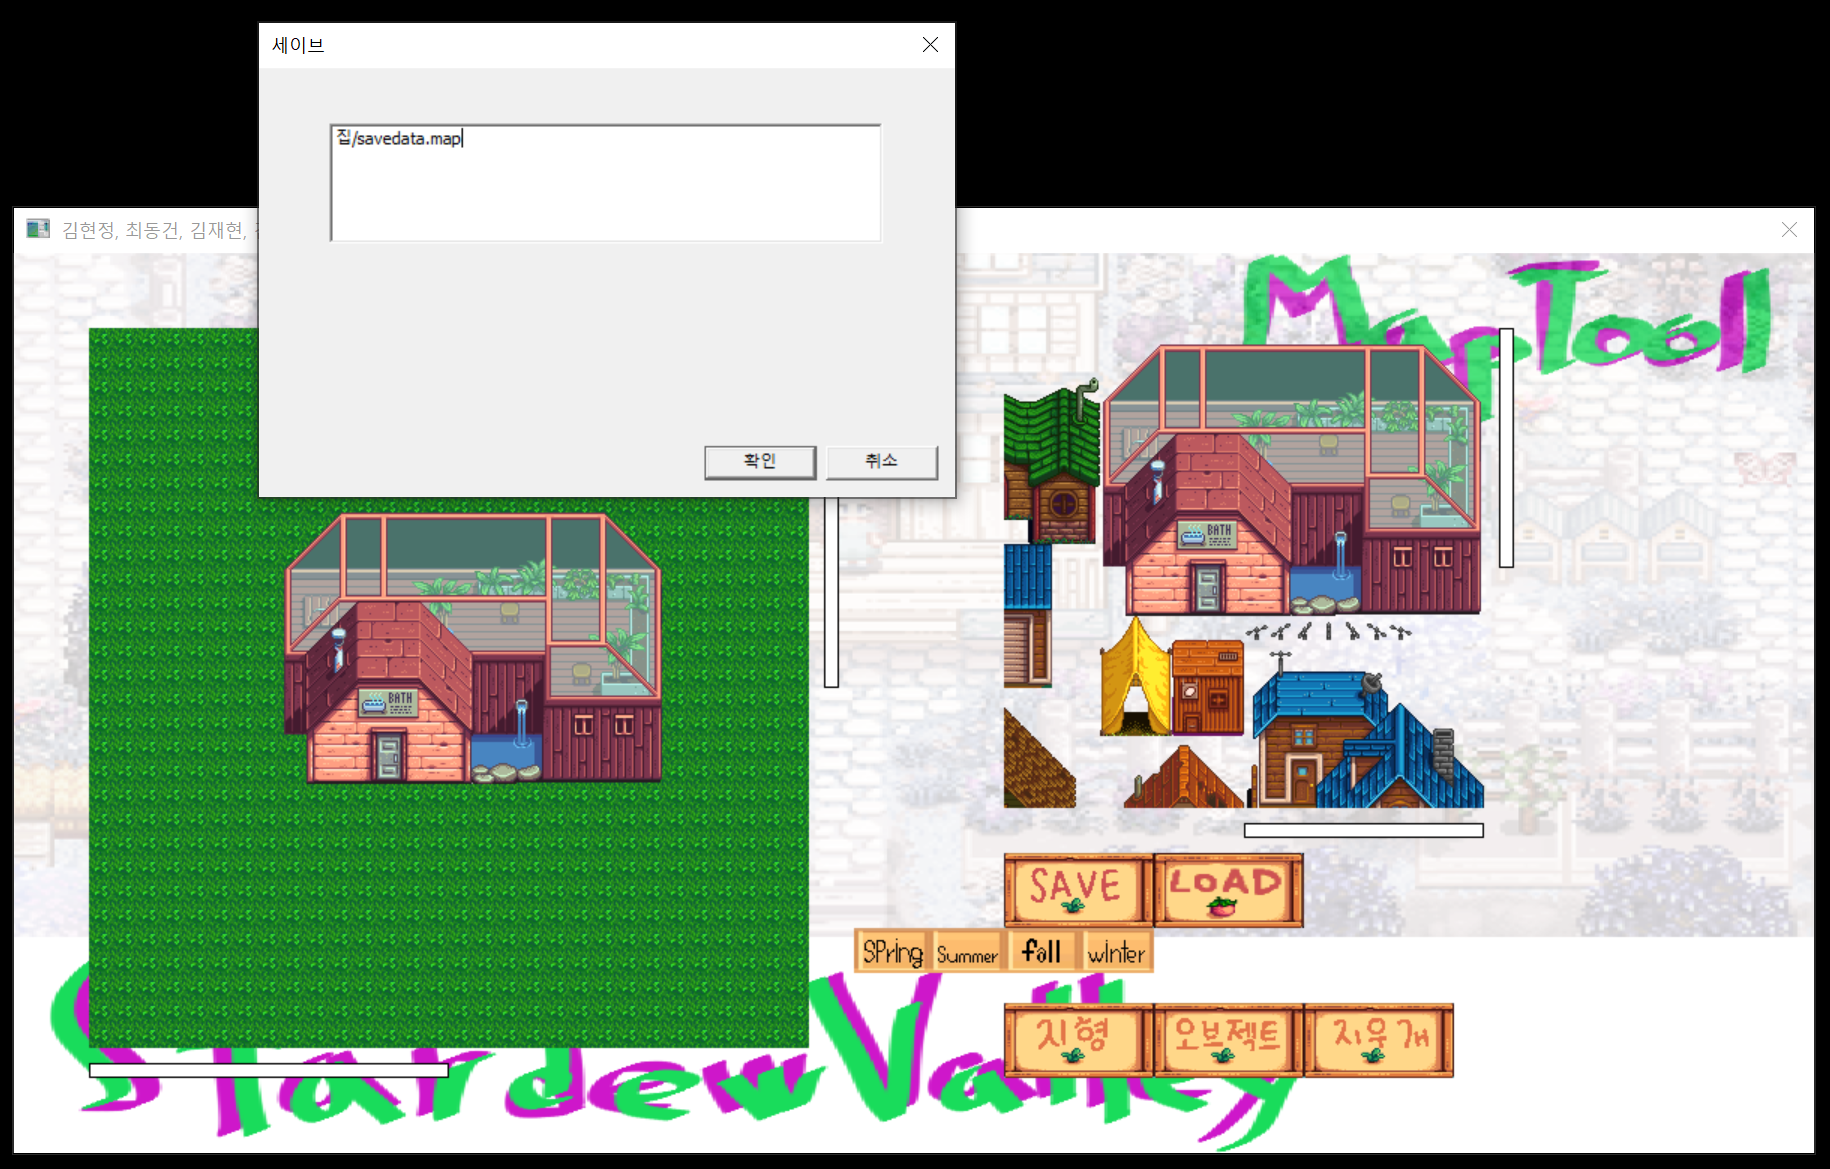 세이브
집/savedata.map
확인
취소
김현정, 최동건, 김재현,
MapTool
BATH
BATH
SAVE
LOAD
SPring
Summer
fall
winter
지형
오브젝트
지우개
StardewValley